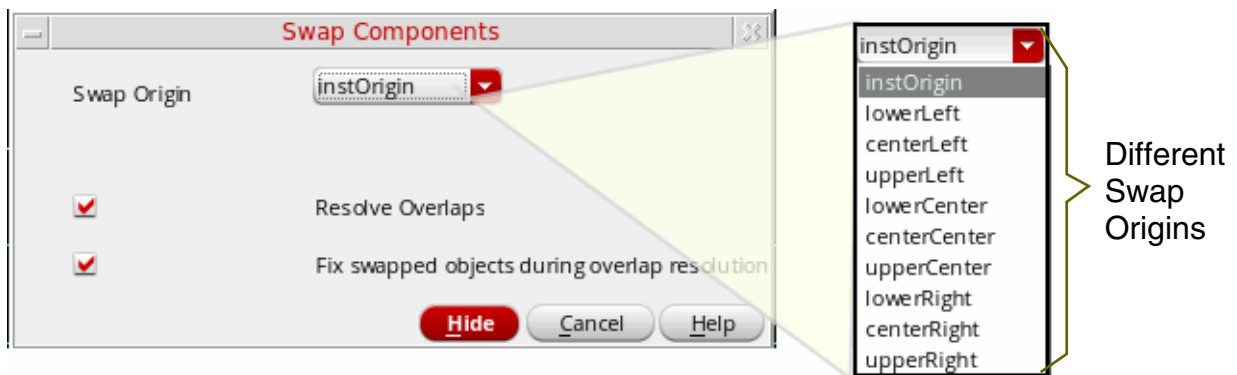 Swap Components
Swap Origin
instOrigin
Resolve Overlaps
Fix swapped objects during overlap resolution
Hide
Cancel
Help
instOrigin
instOrigin
lowerLeft
centerLeft
upperLeft
lowerCenter
centerCenter
upperCenter
lowerRight
centerRight
upperRight
Different
Swap
Origins